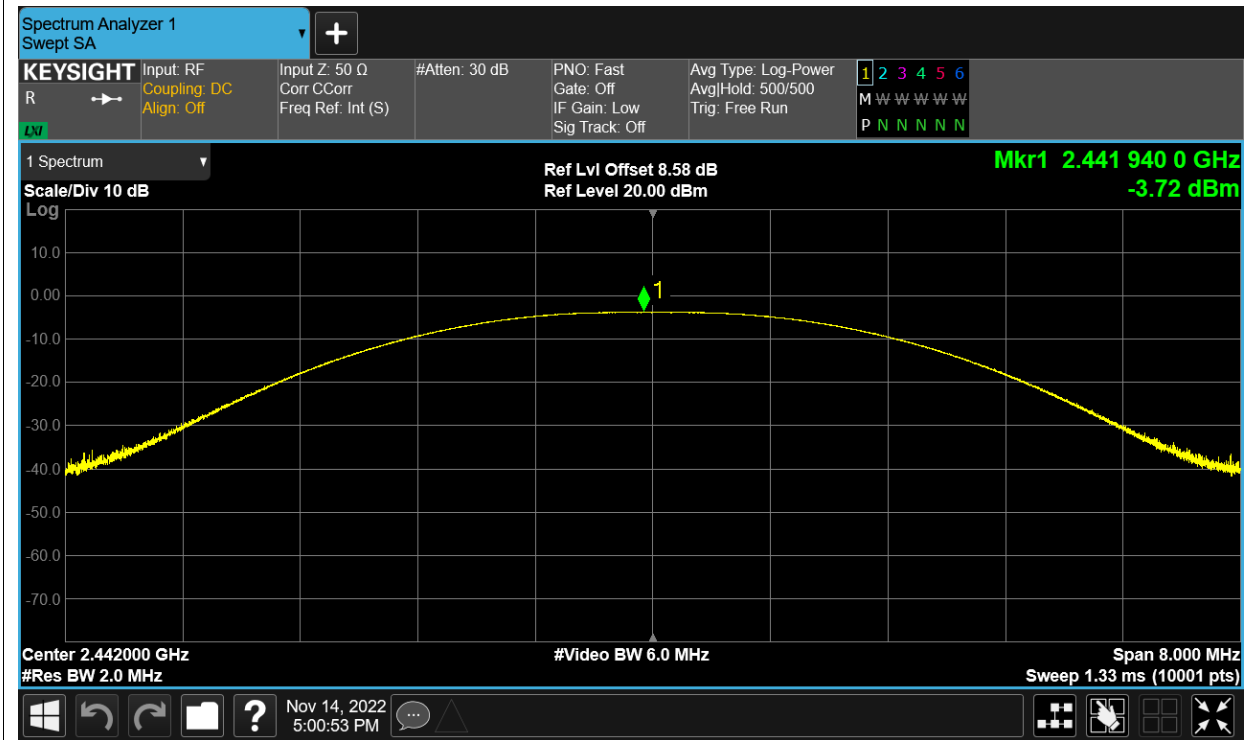 Spectrum Analyzer 1
Swept SA
+
KEYSIGHT Input: RF Input Z: 50 Ω #Atten: 30 dB PNO: Fast Avg Type: Log-Power 1 2 3 4 5 6
R Coupling: DC Corr CCorr Gate: Off Avg|Hold: 500/500 M W W W W W
Align: Off Freq Ref: Int (S) IF Gain: Low Trig: Free Run
LXI Sig Track: Off P N N N N N
1 Spectrum Ref Lvl Offset 8.58 dB Mkr1 2.441 940 0 GHz
Scale/Div 10 dB Ref Level 20.00 dBm -3.72 dBm
Log
10.0
0.00
1
-10.0
-20.0
-30.0
-40.0
-50.0
-60.0
-70.0
Center 2.442000 GHz #Video BW 6.0 MHz Span 8.000 MHz
#Res BW 2.0 MHz Sweep 1.33 ms (10001 pts)
? Nov 14, 2022
5:00:53 PM